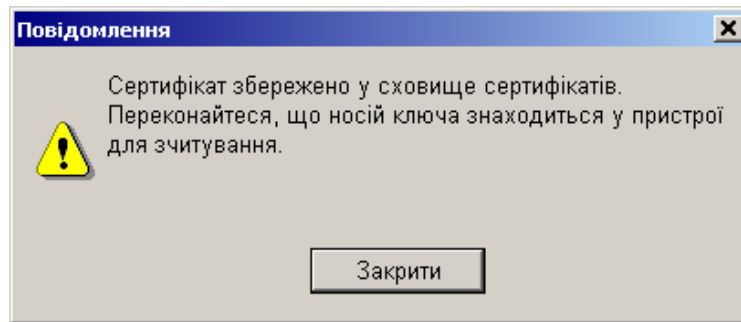 Повідомлення
Сертифікат збережено у сховище сертифікатів.
Переконайтеся, що носій ключа знаходиться у пристрої
для зчитування.
Закрити